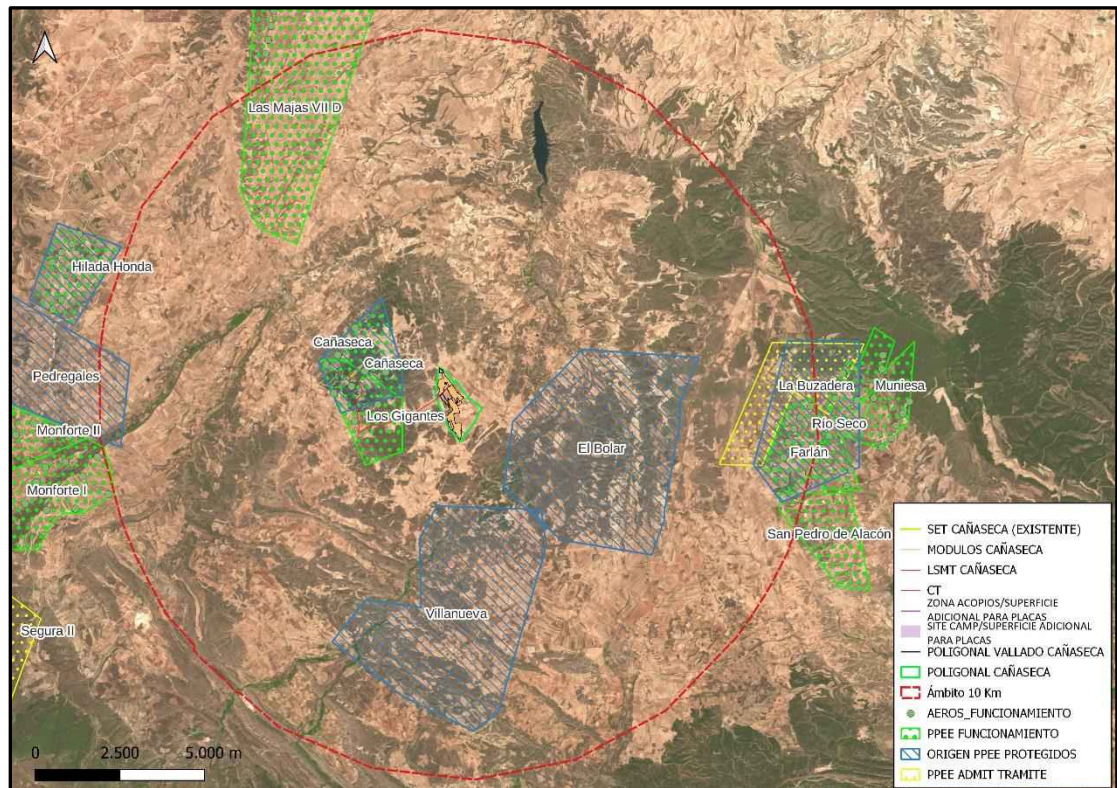 Las Majas VII D
Hilada Honda
Cañaseca
Cañaseca
Pedregales
La Buzadera
Muniesa
Los Gigantes
Río Seco
Monforte II
El Bolar
Farlán
Monforte I
San Pedro de Alacón
Villanueva
Segura II
SET CAÑASECA (EXISTENTE)
MODULOS CAÑASECA
LSMT CAÑASECA
CT
ZONA ACOPIOS/SUPERFICIE
ADICIONAL PARA PLACAS
SITE CAMP/SUPERFICIE ADICIONAL
PARA PLACAS
POLIGONAL VALLADO CAÑASECA
POLIGONAL CAÑASECA
Ámbito 10 Km
AEROS_FUNCIONAMIENTO
PPEE FUNCIONAMIENTO
ORIGEN PPEE PROTEGIDOS
PPEE ADMIT TRAMITE
0 2.500 5.000 m